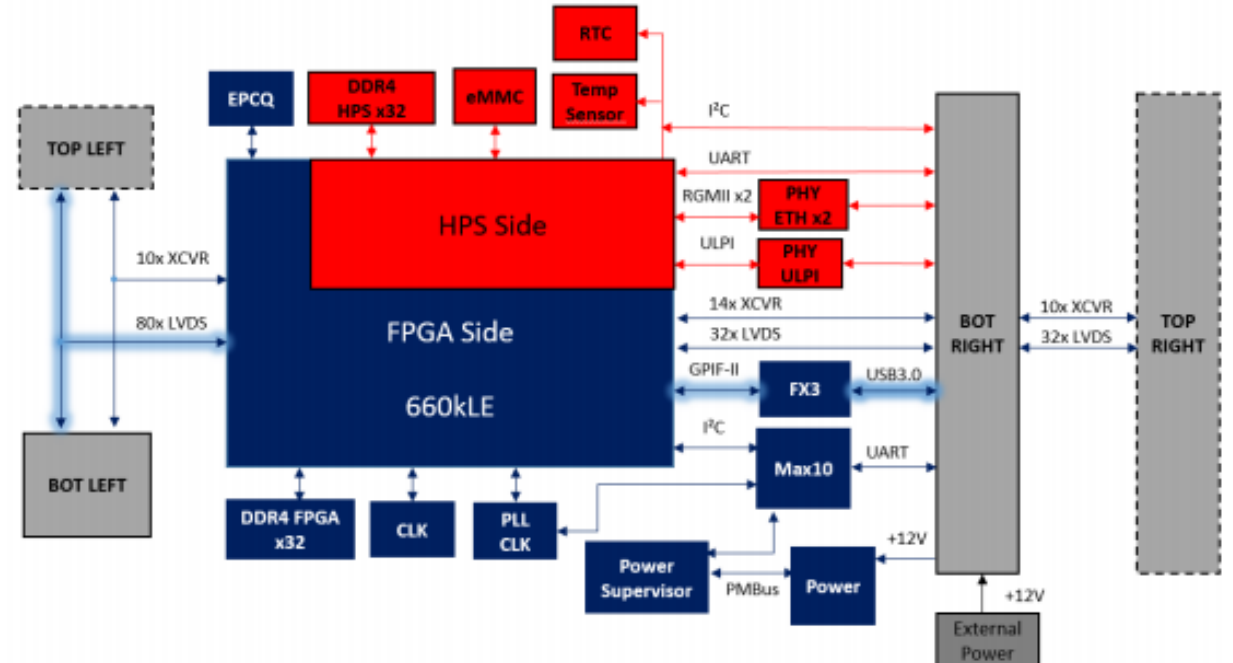 RTC
EPCQ
DDR4
HPS x32
eMMC
Temp
Sensor
I²C
TOP LEFT
UART
RGMII x2
PHY
ETH x2
HPS Side
ULPI
PHY
ULPI
10x XCVR
80x LVDS
FPGA Side
660kLE
14x XCVR
32x LVDS
BOT
RIGHT
10x XCVR
32x LVDS
TOP
RIGHT
GPIF-II
FX3
USB3.0
I²C
Max10
UART
BOT LEFT
DDR4 FPGA
x32
CLK
PLL
CLK
Power
Supervisor
PMBus
Power
+12V
+12V
External
Power